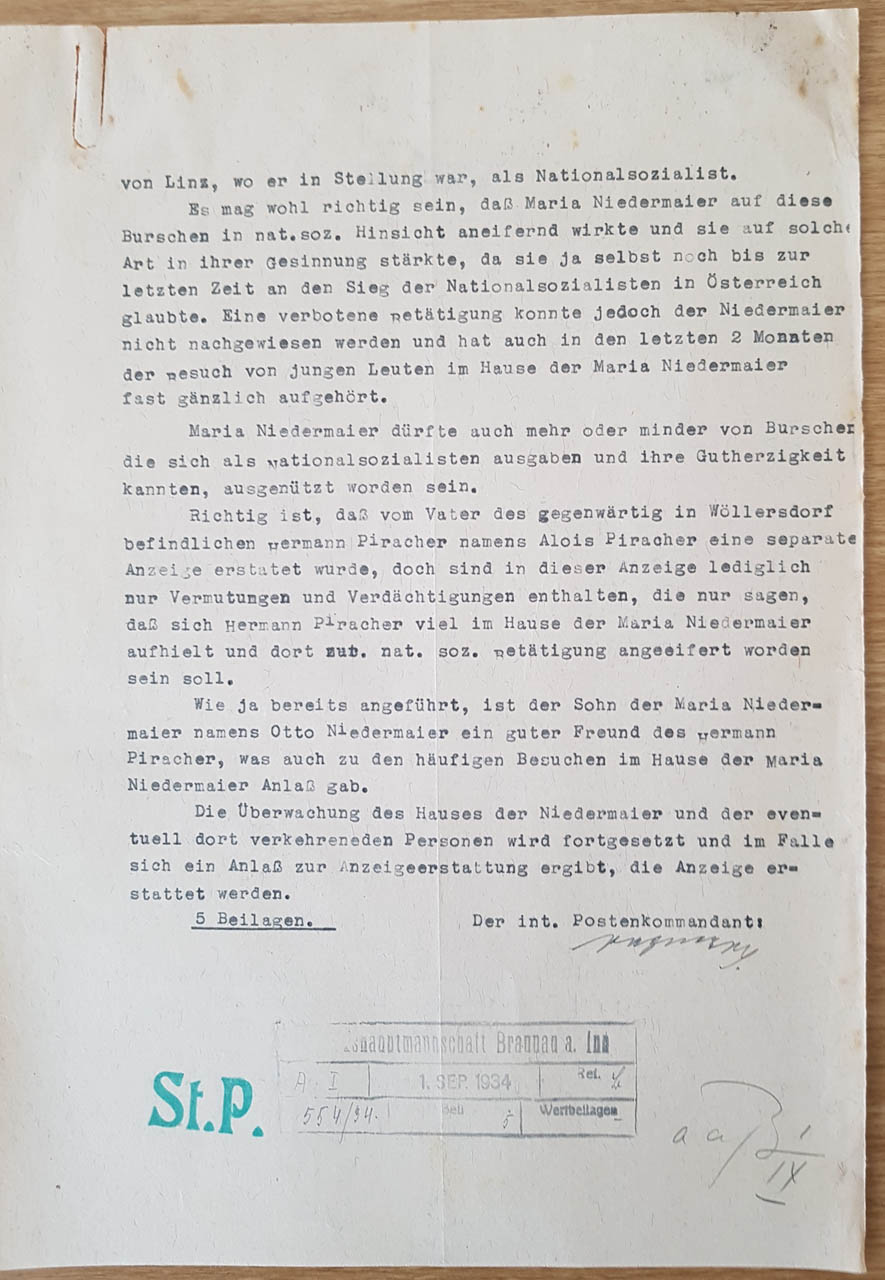 von Linz, wo er in Stellung war, als Nationalsozialist.
Es mag wohl richtig sein, daß Maria Niedermaier auf diese
Burschen in nat.soz. Hinsicht aneifernd wirkte und sie auf solche
Art in ihrer Gesinnung stärkte, da sie ja selbst noch bis zur
letzten Zeit an den Sieg der Nationalsozialisten in Österreich
glaubte. Eine verbotene Betätigung konnte jedoch der Niedermaier
nicht nachgewiesen werden und hat auch in den letzten 2 Monaten
der Besuch von jungen Leuten im Hause der Maria Niedermaier
fast gänzlich aufgehört.
Maria Niedermaier dürfte auch mehr oder minder von Burschen
die sich als Nationalsozialisten ausgaben und ihre Gutherzigkeit
kannten, ausgenützt worden sein.
Richtig ist, daß vom Vater des gegenwärtig in Wöllersdorf
befindlichen Hermann Piracher namens Alois Piracher eine separate
Anzeige erstatet wurde, doch sind in dieser Anzeige lediglich
nur Vermutungen und Verdächtigungen enthalten, die nur sagen,
daß sich Hermann Piracher viel im Hause der Maria Niedermaier
aufhielt und dort zut. nat. soz. Betätigung angeeifert worden
sein soll.
Wie ja bereits angeführt, ist der Sohn der Maria Nieder=
maier namens Otto Niedermaier ein guter Freund des Hermann
Piracher, was auch zu den häufigen Besuchen im Hause der Maria
Niedermaier Anlaß gab.
Die Überwachung des Hauses der Niedermaier und der even=
tuell dort verkehreneden Personen wird fortgesetzt und im Falle
sich ein Anlaß zur Anzeigeerstattung ergibt, die Anzeige er=
stattet werden.
5 Beilagen. Der int. Postenkommandant:
St.P.
hauptmannschaft Braunau a. Inn
A. I 1. SEP. 1934 Ref.
554/34. Beil 5 Wertbeilagen
a a 1
IX